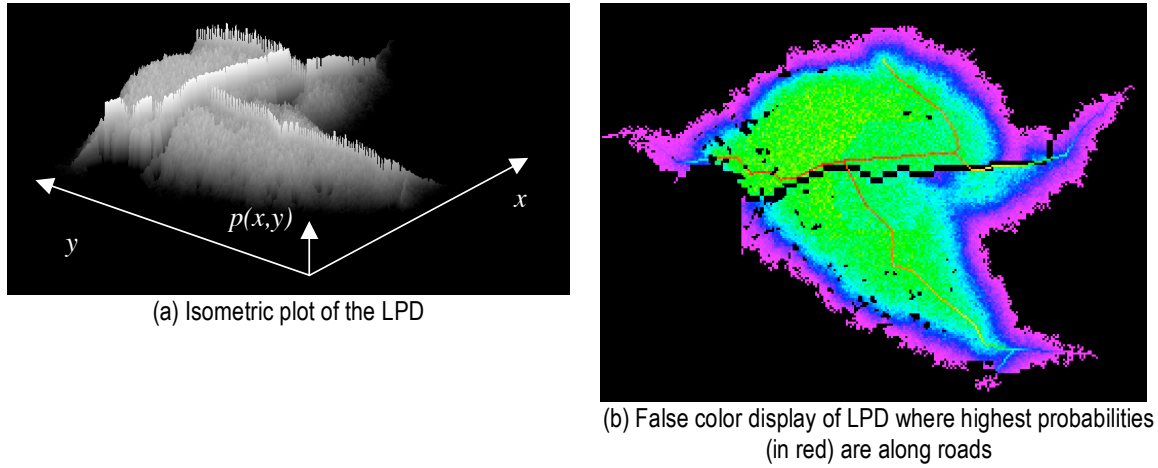 p(x,y)
x
y
(a) Isometric plot of the LPD
(b) False color display of LPD where highest probabilities
(in red) are along roads